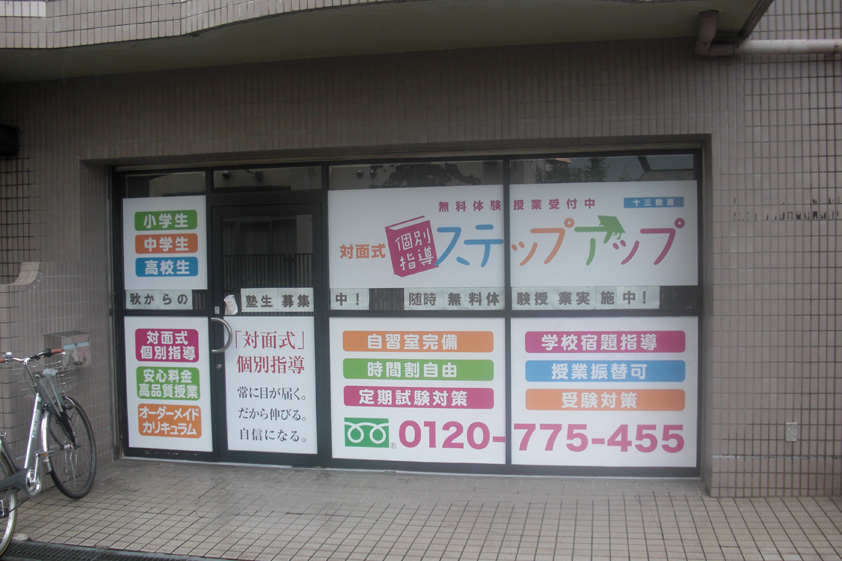 小学生
中学生
高校生
無料体験授業受付中
十三教室
対面式
個別
指導
ステップアップ
秋からの塾生募集中! 随時無料体験授業実施中!
対面式
個別指導
安心料金
高品質授業
オーダーメイド
カリキュラム
「対面式」
個別指導
常に目が届く。
だから伸びる。
自信になる。
自習室完備
時間割自由
定期試験対策
学校宿題指導
授業振替可
受験対策
0120-775-455